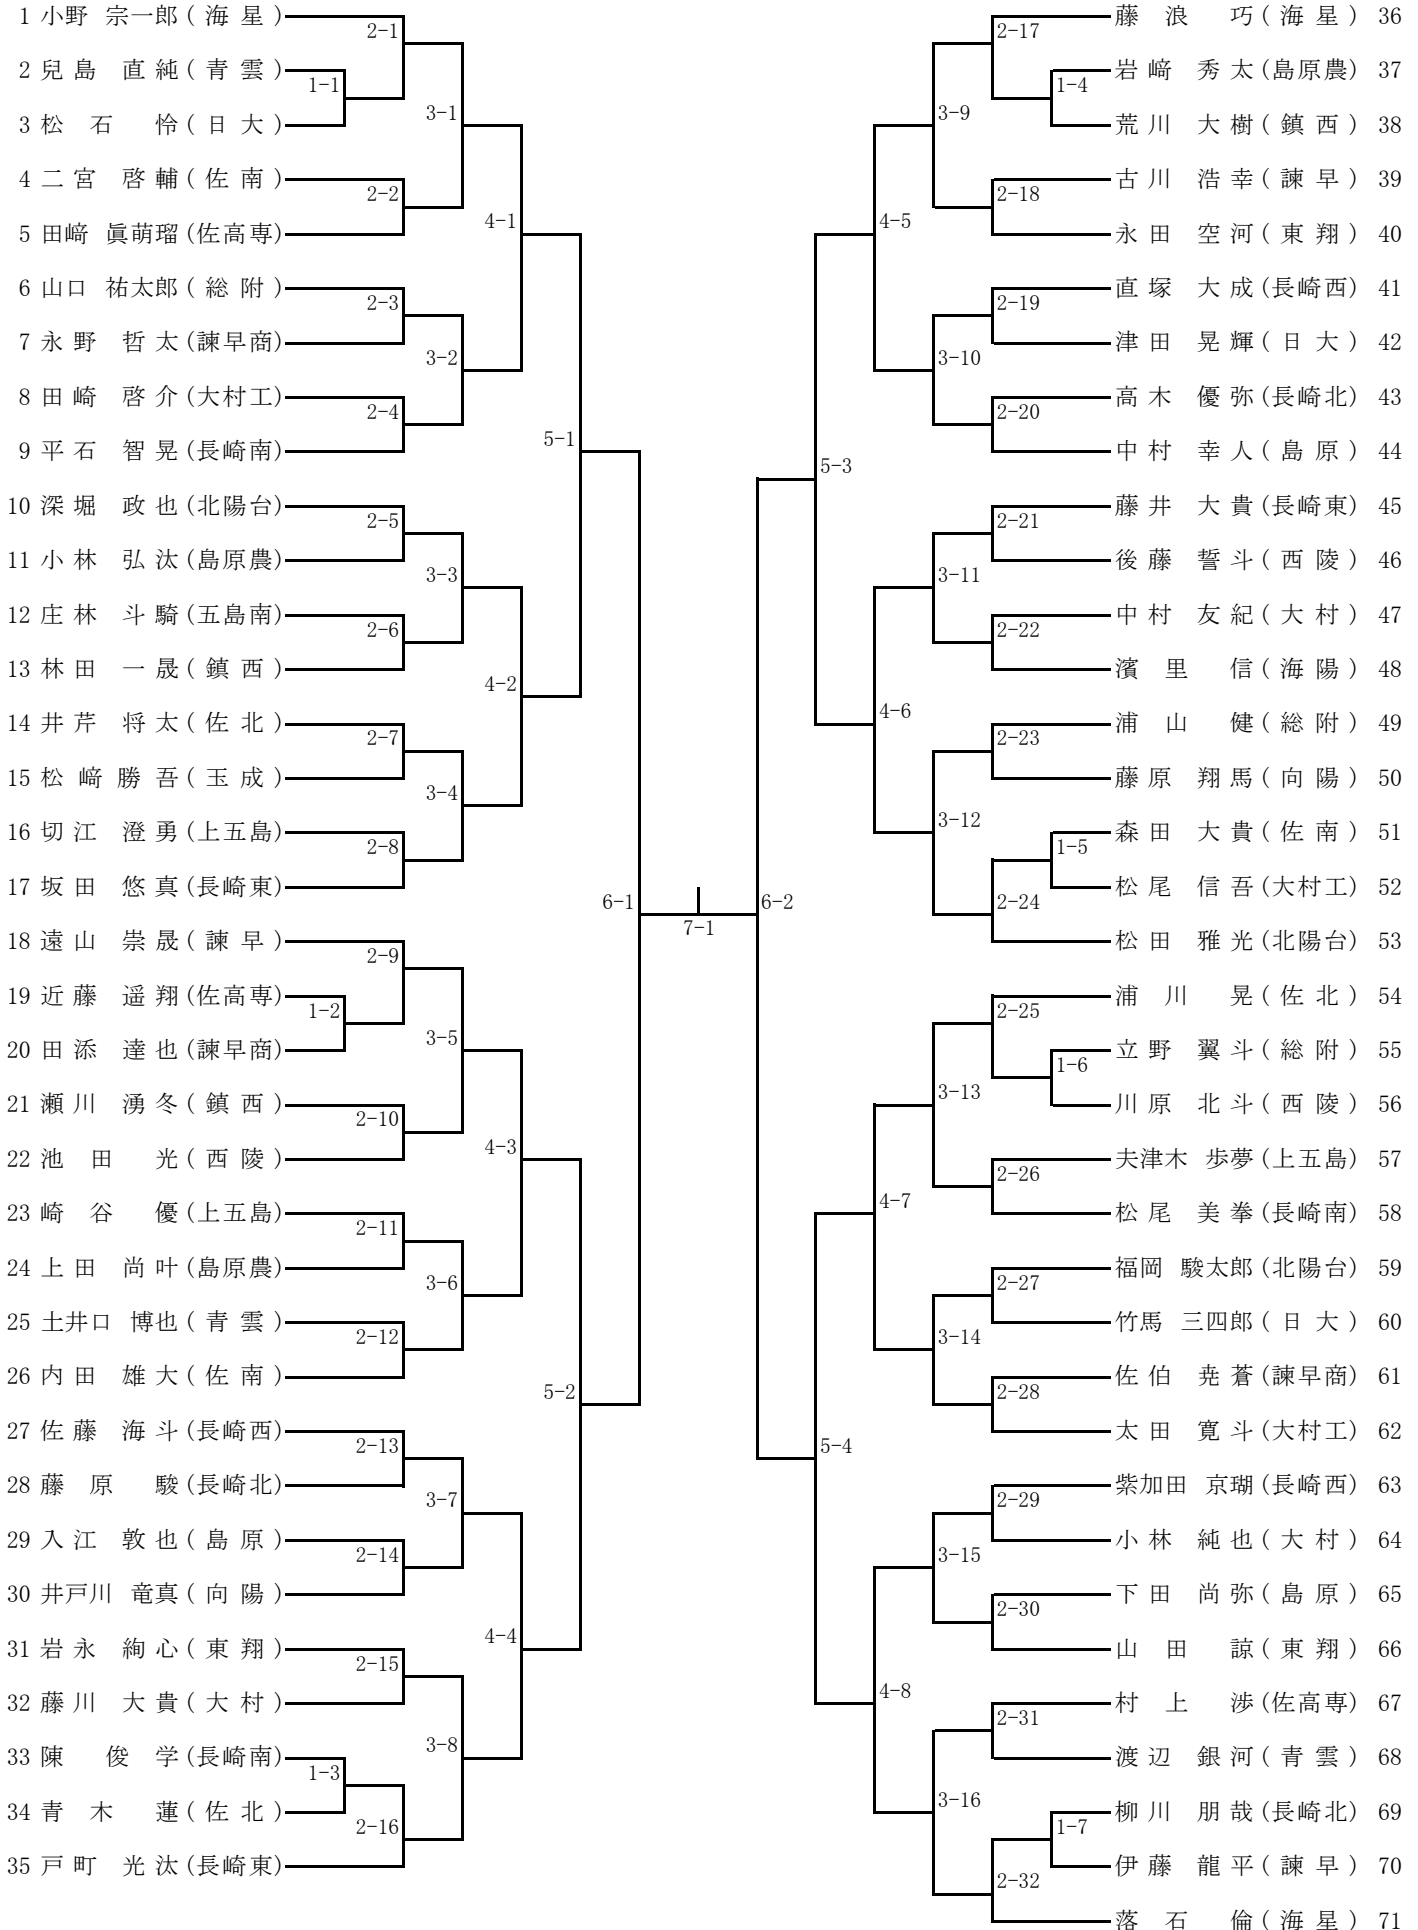 1 小野 宗一郎 ( 海 星 )
2-1
2 兒 島 直 純 ( 青 雲 )
1-1
3 松 石 怜 ( 日 大 )
3-1
4 二 宮 啓 輔 ( 佐 南 )
2-2
5 田﨑 眞萌瑠 (佐高専)
4-1
6 山口 祐太郎 ( 総 附 )
2-3
7 永 野 哲 太 (諫早商)
3-2
8 田 崎 啓 介 (大村工)
2-4
9 平 石 智 晃 (長崎南)
5-1
10 深 堀 政 也 (北陽台)
2-5
11 小 林 弘 汰 (島原農)
3-3
12 庄 林 斗 騎 (五島南)
2-6
13 林 田 一 晟 ( 鎮 西 )
4-2
14 井 芹 将 太 ( 佐 北 )
2-7
15 松 﨑 勝 吾 ( 玉 成 )
3-4
16 切 江 澄 勇 (上五島)
2-8
17 坂 田 悠 真 (長崎東)
6-1
18 遠 山 崇 晟 ( 諫 早 )
2-9
19 近 藤 遥 翔 (佐高専)
1-2
20 田 添 達 也 (諫早商)
3-5
21 瀬 川 湧 冬 ( 鎮 西 )
2-10
22 池 田 光 ( 西 陵 )
4-3
23 崎 谷 優 (上五島)
2-11
24 上 田 尚 叶 (島原農)
3-6
25 土井口 博也 ( 青 雲 )
2-12
26 内 田 雄 大 ( 佐 南 )
5-2
27 佐 藤 海 斗 (長崎西)
2-13
28 藤 原 駿 (長崎北)
3-7
29 入 江 敦 也 ( 島 原 )
2-14
30 井戸川 竜真 ( 向 陽 )
4-4
31 岩 永 絢 心 ( 東 翔 )
2-15
32 藤 川 大 貴 ( 大 村 )
3-8
33 陳 俊 学 (長崎南)
1-3
34 青 木 蓮 ( 佐 北 )
2-16
35 戸 町 光 汰 (長崎東)
7-1
藤 浪 巧 ( 海 星 ) 36
2-17
岩 﨑 秀 太 (島原農) 37
1-4
荒 川 大 樹 ( 鎮 西 ) 38
3-9
古 川 浩 幸 ( 諫 早 ) 39
2-18
永 田 空 河 ( 東 翔 ) 40
4-5
直 塚 大 成 (長崎西) 41
2-19
津 田 晃 輝 ( 日 大 ) 42
3-10
高 木 優 弥 (長崎北) 43
2-20
中 村 幸 人 ( 島 原 ) 44
5-3
藤 井 大 貴 (長崎東) 45
2-21
後 藤 誓 斗 ( 西 陵 ) 46
3-11
中 村 友 紀 ( 大 村 ) 47
2-22
濱 里 信 ( 海 陽 ) 48
4-6
浦 山 健 ( 総 附 ) 49
2-23
藤 原 翔 馬 ( 向 陽 ) 50
3-12
森 田 大 貴 ( 佐 南 ) 51
1-5
松 尾 信 吾 (大村工) 52
2-24
松 田 雅 光 (北陽台) 53
6-2
浦 川 晃 ( 佐 北 ) 54
2-25
立 野 翼 斗 ( 総 附 ) 55
1-6
川 原 北 斗 ( 西 陵 ) 56
3-13
夫津木 歩夢 (上五島) 57
2-26
松 尾 美 拳 (長崎南) 58
4-7
福岡 駿太郎 (北陽台) 59
2-27
竹馬 三四郎 ( 日 大 ) 60
3-14
佐 伯 尭 蒼 (諫早商) 61
2-28
太 田 寛 斗 (大村工) 62
5-4
紫加田 京瑚 (長崎西) 63
2-29
小 林 純 也 ( 大 村 ) 64
3-15
下 田 尚 弥 ( 島 原 ) 65
2-30
山 田 諒 ( 東 翔 ) 66
4-8
村 上 渉 (佐高専) 67
2-31
渡 辺 銀 河 ( 青 雲 ) 68
3-16
柳 川 朋 哉 (長崎北) 69
1-7
伊 藤 龍 平 ( 諫 早 ) 70
2-32
落 石 倫 ( 海 星 ) 71